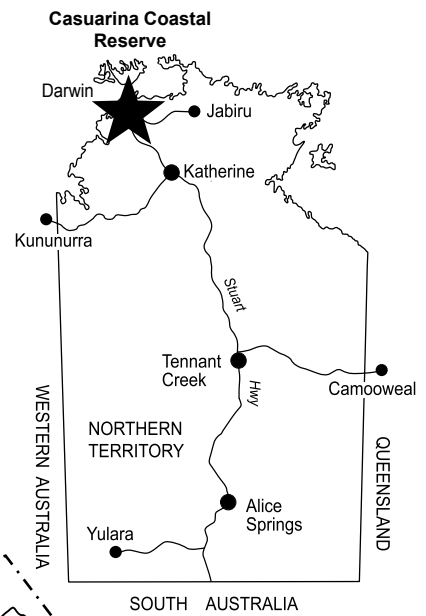 Casuarina Coastal
Reserve
Darwin
Jabiru
Katherine
Kununurra
Stuart
Tennant
Creek
Hwy
Camooweal
WESTERN AUSTRALIA
NORTHERN
TERRITORY
QUEENSLAND
Alice
Springs
Yulara
SOUTH AUSTRALIA